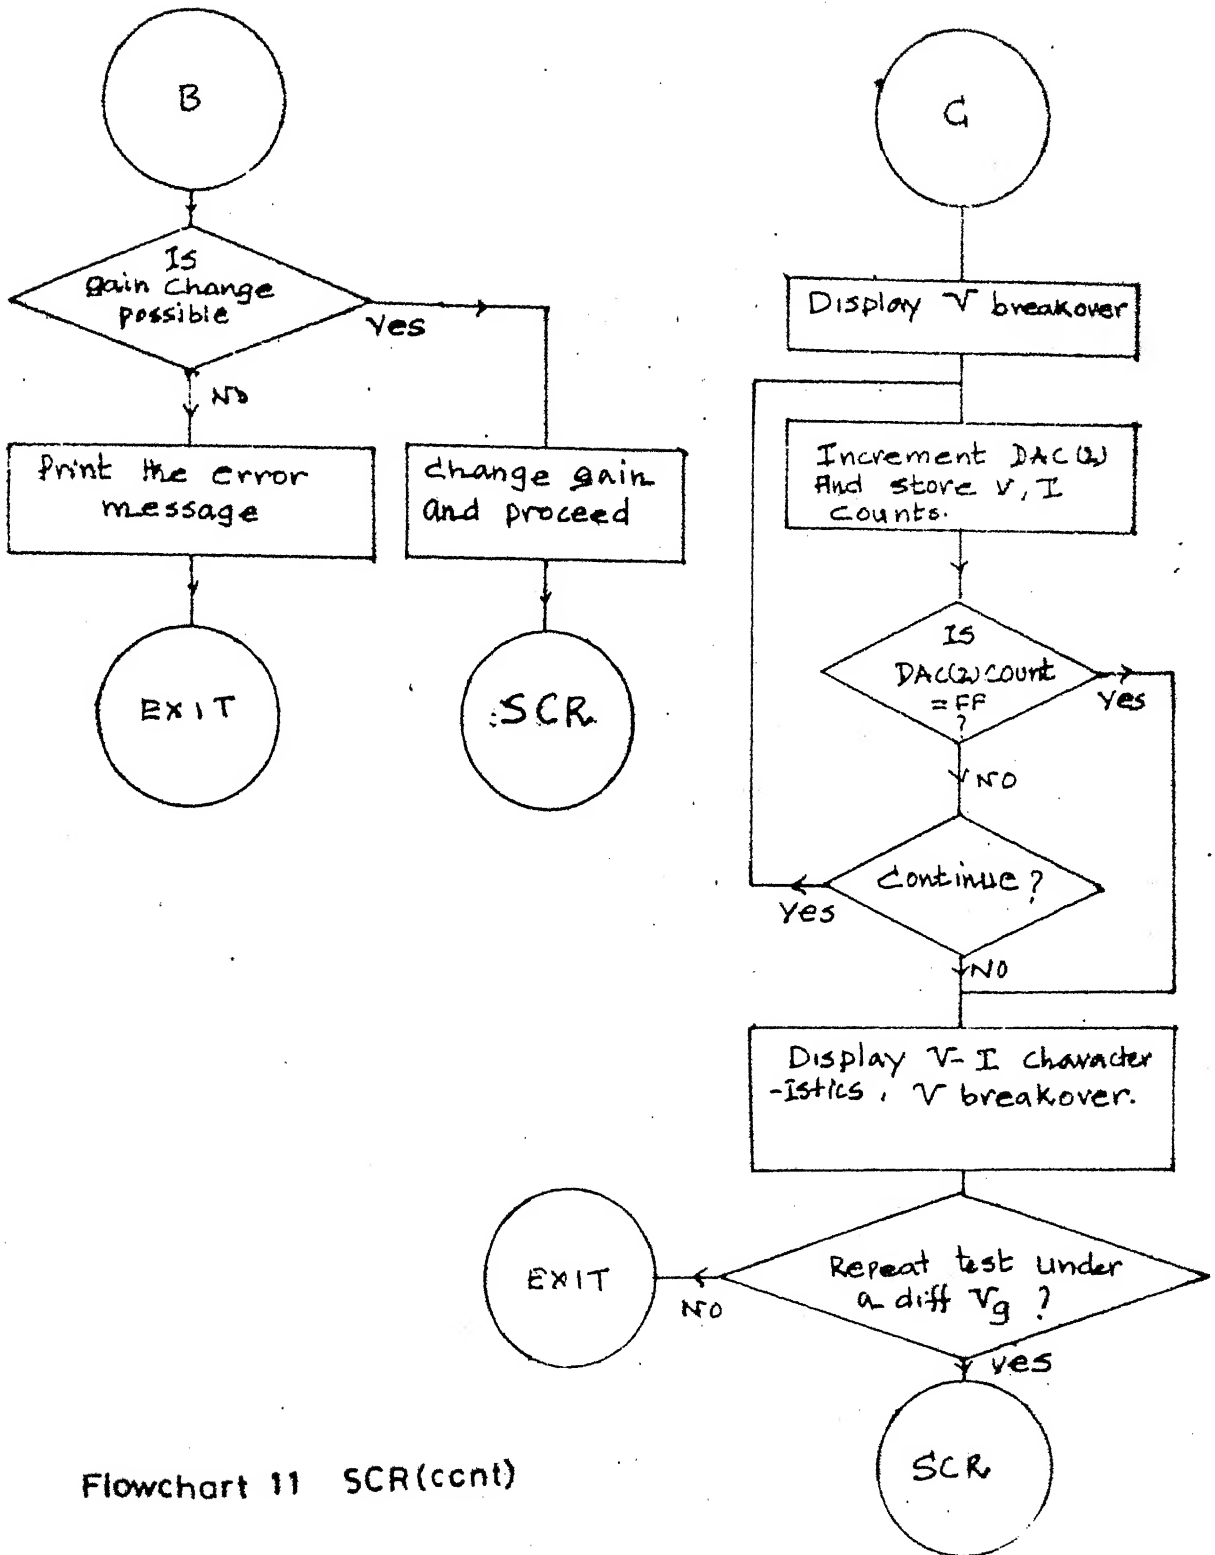 B
Is
gain change
possible
Yes
NO
Print the error
message
change gain
and proceed
EXIT
SCR
C
Display V breakover
Increment DAC(2)
And store V, I
counts.
IS
DAC(2) count
= FF
?
Yes
NO
Continue ?
Yes
NO
Display V-I character
-istics, V breakover.
Repeat test under
a diff Vg ?
NO
EXIT
yes
SCR
Flowchart 11 SCR(cont)